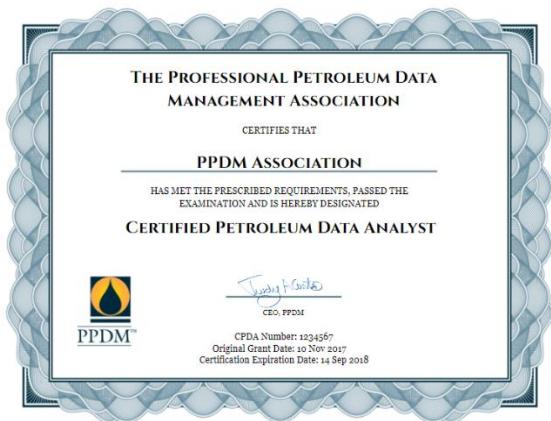 THE PROFESSIONAL PETROLEUM DATA
MANAGEMENT ASSOCIATION
CERTIFIES THAT
PPDM ASSOCIATION
HAS MET THE PRESCRIBED REQUIREMENTS, PASSED THE
EXAMINATION AND IS HEREBY DESIGNATED
CERTIFIED PETROLEUM DATA ANALYST
CEO, PPDM
PPDM™
CPDA Number: 1234567
Original Grant Date: 10 Nov 2017
Certification Expiration Date: 14 Sep 2018